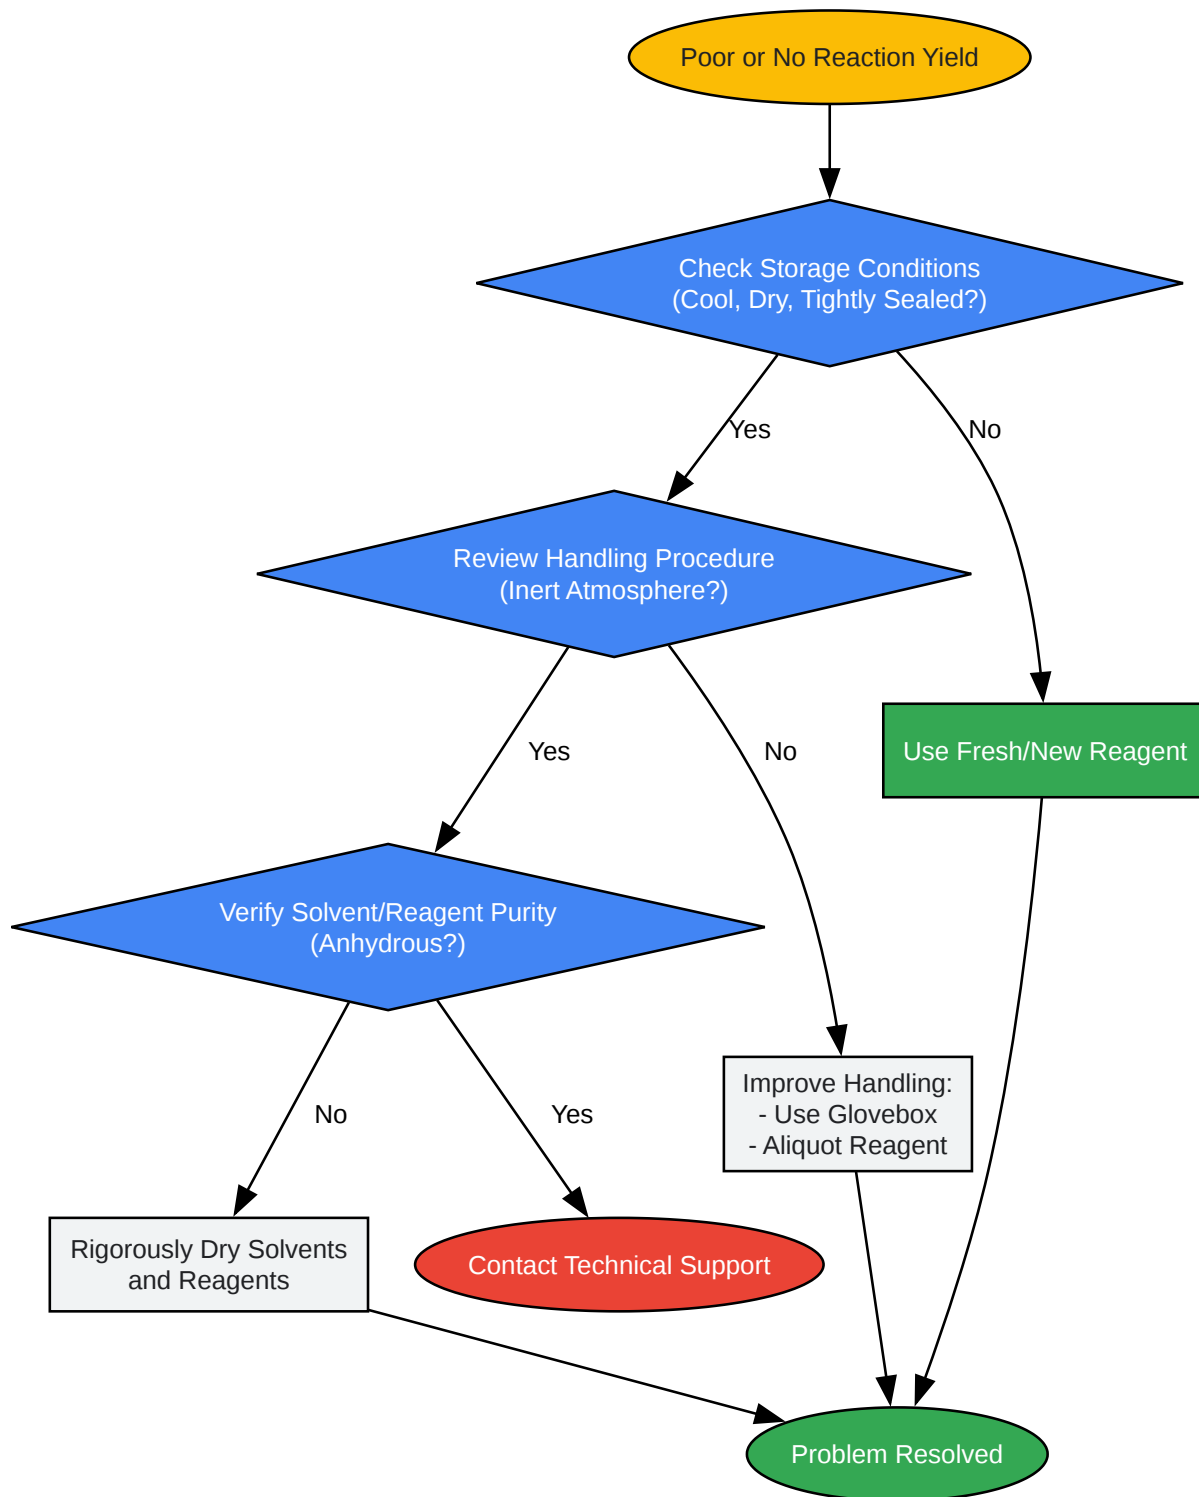 Poor or No Reaction Yield
Check Storage Conditions
(Cool, Dry, Tightly Sealed?)
Yes
No
Review Handling Procedure
(Inert Atmosphere?)
Yes
No
Use Fresh/New Reagent
Verify Solvent/Reagent Purity
(Anhydrous?)
No
Yes
Improve Handling:
- Use Glovebox
- Aliquot Reagent
Rigorously Dry Solvents
and Reagents
Contact Technical Support
Problem Resolved